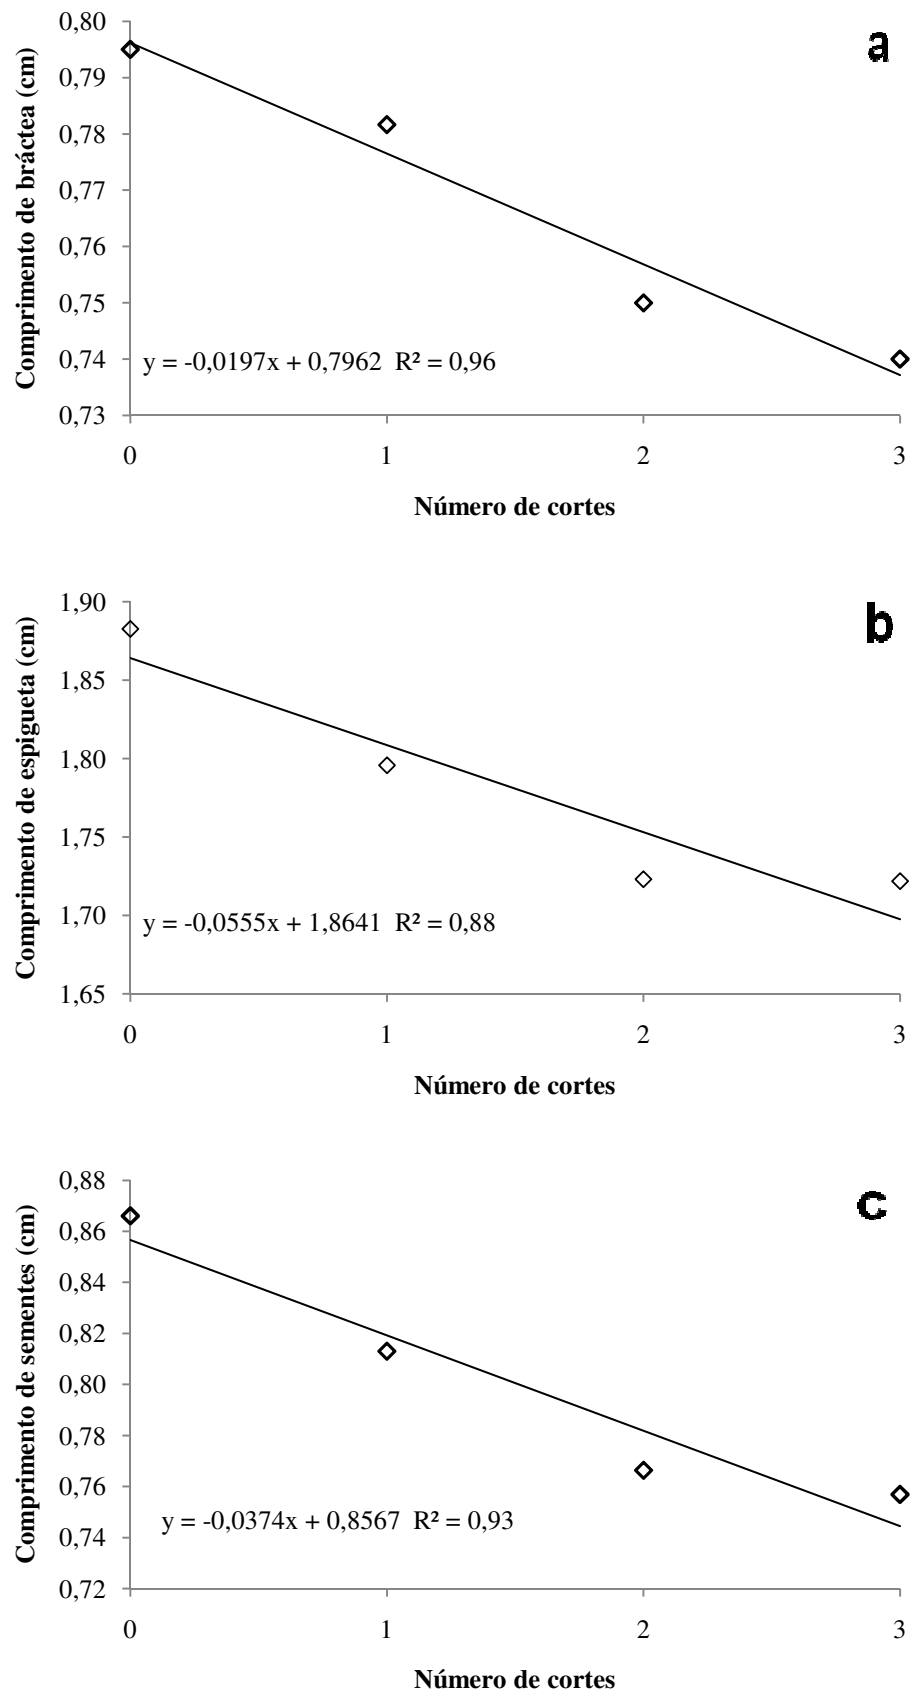 a
Comprimento de bráctea (cm)
0,80
0,79
0,78
0,77
0,76
0,75
0,74
0,73
y = -0,0197x + 0,7962 R² = 0,96
0 1 2 3
Número de cortes
b
Comprimento de espigueta (cm)
1,90
1,85
1,80
1,75
1,70
1,65
y = -0,0555x + 1,8641 R² = 0,88
0 1 2 3
Número de cortes
c
Comprimento de sementes (cm)
0,88
0,86
0,84
0,82
0,80
0,78
0,76
0,74
0,72
y = -0,0374x + 0,8567 R² = 0,93
0 1 2 3
Número de cortes